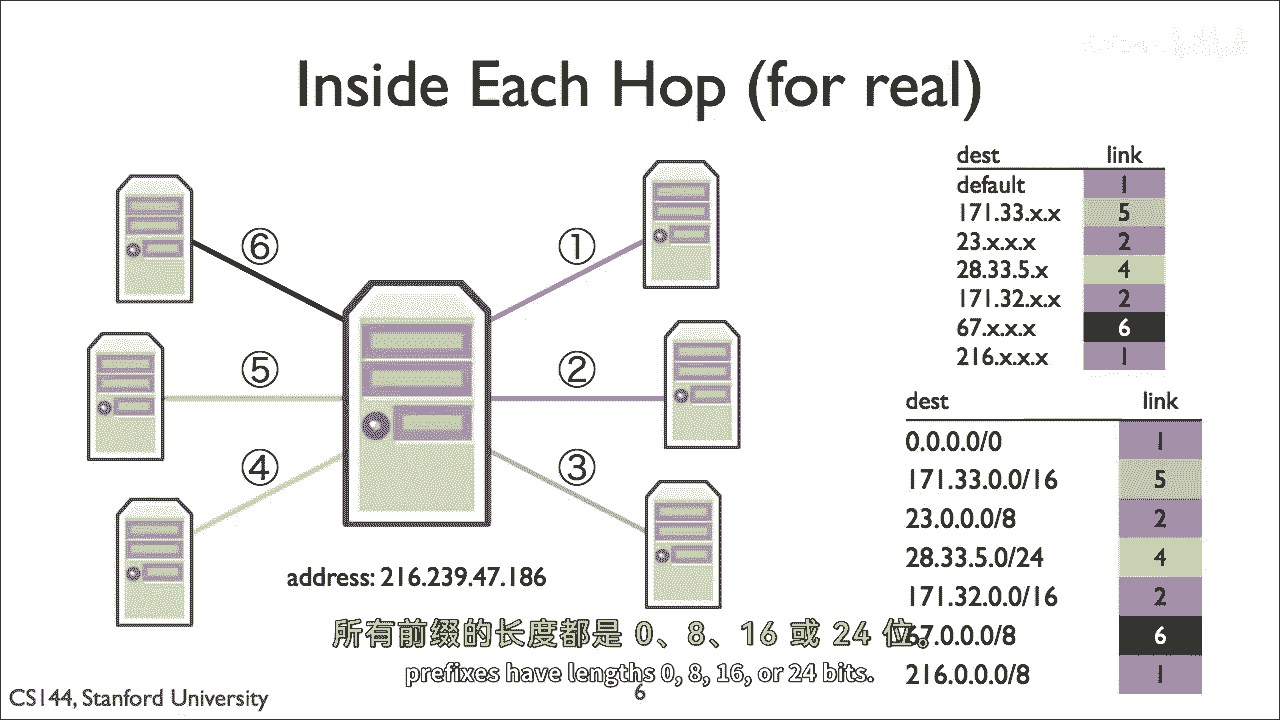 Inside Each Hop (for real)
dest link
default 1
171.33.x.x 5
23.x.x.x 2
28.33.5.x 4
171.32.x.x 2
67.x.x.x 6
216.x.x.x 1
⑥
①
⑤
②
④
③
dest link
0.0.0.0/0 1
171.33.0.0/16 5
23.0.0.0/8 2
28.33.5.0/24 4
171.32.0.0/16 2
67.0.0.0/8 6
216.0.0.0/8 1
address: 216.239.47.186
所有前缀的长度都是 0、8、16 或 24 位。
prefixes have lengths 0, 8, 16, or 24 bits.
6
CS144, Stanford University